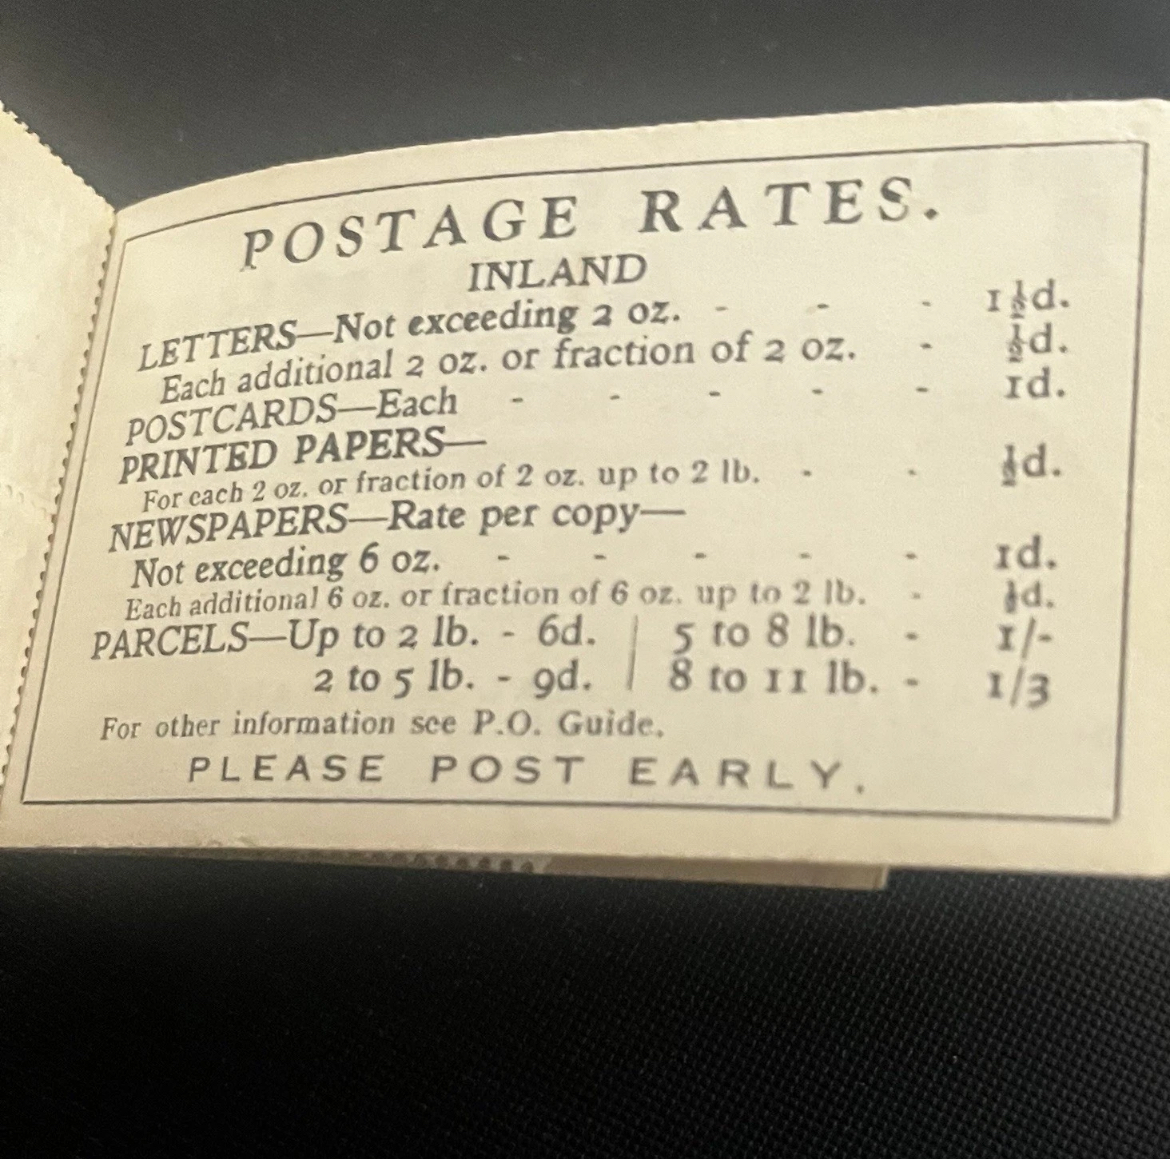 POSTAGE RATES.
INLAND
LETTERS—Not exceeding 2 oz. - - - 1½d.
Each additional 2 oz. or fraction of 2 oz. - ½d.
POSTCARDS—Each - - - - - 1d.
PRINTED PAPERS—
For each 2 oz. or fraction of 2 oz. up to 2 lb. - - ½d.
NEWSPAPERS—Rate per copy—
Not exceeding 6 oz. - - - - - 1d.
Each additional 6 oz. or fraction of 6 oz. up to 2 lb. - ½d.
PARCELS—Up to 2 lb. - 6d. | 5 to 8 lb. - 1/-
2 to 5 lb. - 9d. | 8 to 11 lb. - 1/3
For other information see P.O. Guide.
PLEASE POST EARLY.